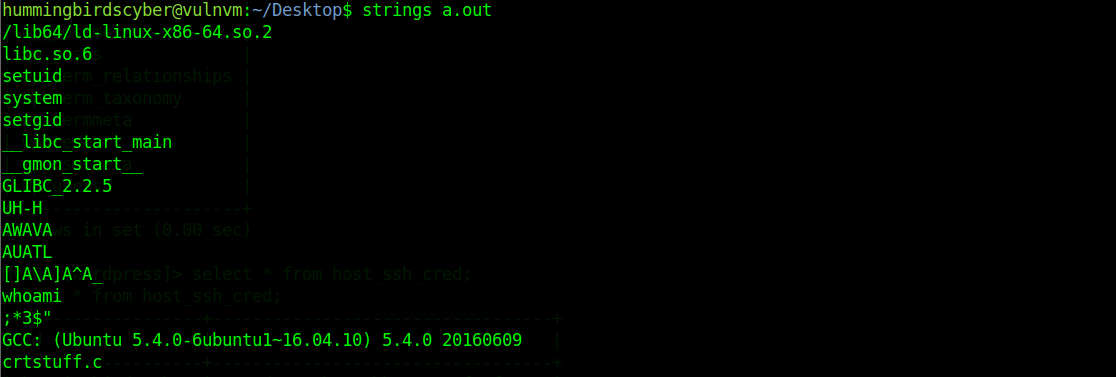 hummingbirdscyber@vulnvm:~/Desktop$ strings a.out
/lib64/ld-linux-x86-64.so.2
libc.so.6
setuid
system
setgid
__libc_start_main
__gmon_start__
GLIBC_2.2.5
UH-H
AWAVA
AUATL
[]A\A]A^A_
whoami
;*3$"
GCC: (Ubuntu 5.4.0-6ubuntu1~16.04.10) 5.4.0 20160609
crtstuff.c